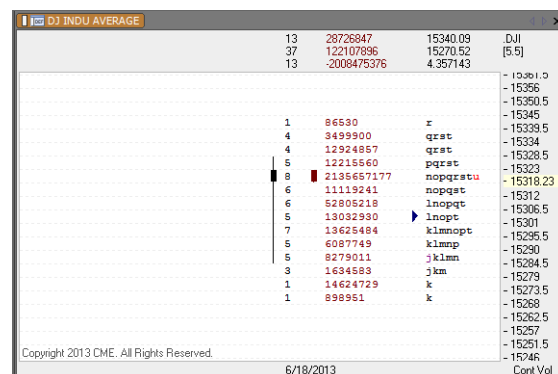 DJ INDU AVERAGE
13 28726847 15340.09 .DJI
37 122107896 15270.52 [5.5]
13 -2008475376 4.357143
15361.5
15356
15350.5
15345
1 86530 r 15339.5
4 3499900 qrst 15334
4 12924857 qrst 15328.5
5 12215560 pqrst 15323
8 2135657177 nopqrstu 15318.23
6 11119241 nopqst 15312
6 52805218 lnopqt 15306.5
5 13032930 lnopt 15301
7 13625484 klmnopt 15295.5
5 6087749 klmnp 15290
5 8279011 jklmn 15284.5
3 1634583 jkm 15279
1 14624729 k 15273.5
1 898951 k 15268
15262.5
15257
15251.5
Copyright 2013 CME. All Rights Reserved.
15246
6/18/2013 Cont Vol